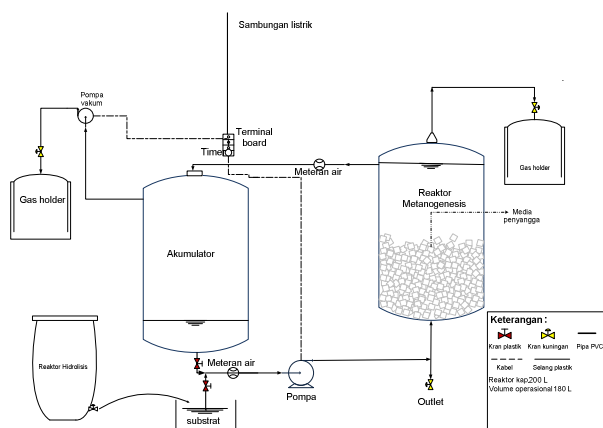 Sambungan listrik
Pompa
vakum
Terminal
board
Timer
Meteran air
Gas holder
Gas holder
Reaktor
Metanogenesis
Media
penyangga
Akumulator
Reaktor Hidrolisis
Meteran air
Pompa
substrat
Outlet
Keterangan :
Kran plastik
Kran kuningan
Pipa PVC
Kabel
Selang plastik
Reaktor kap,200 L
Volume operasional 180 L